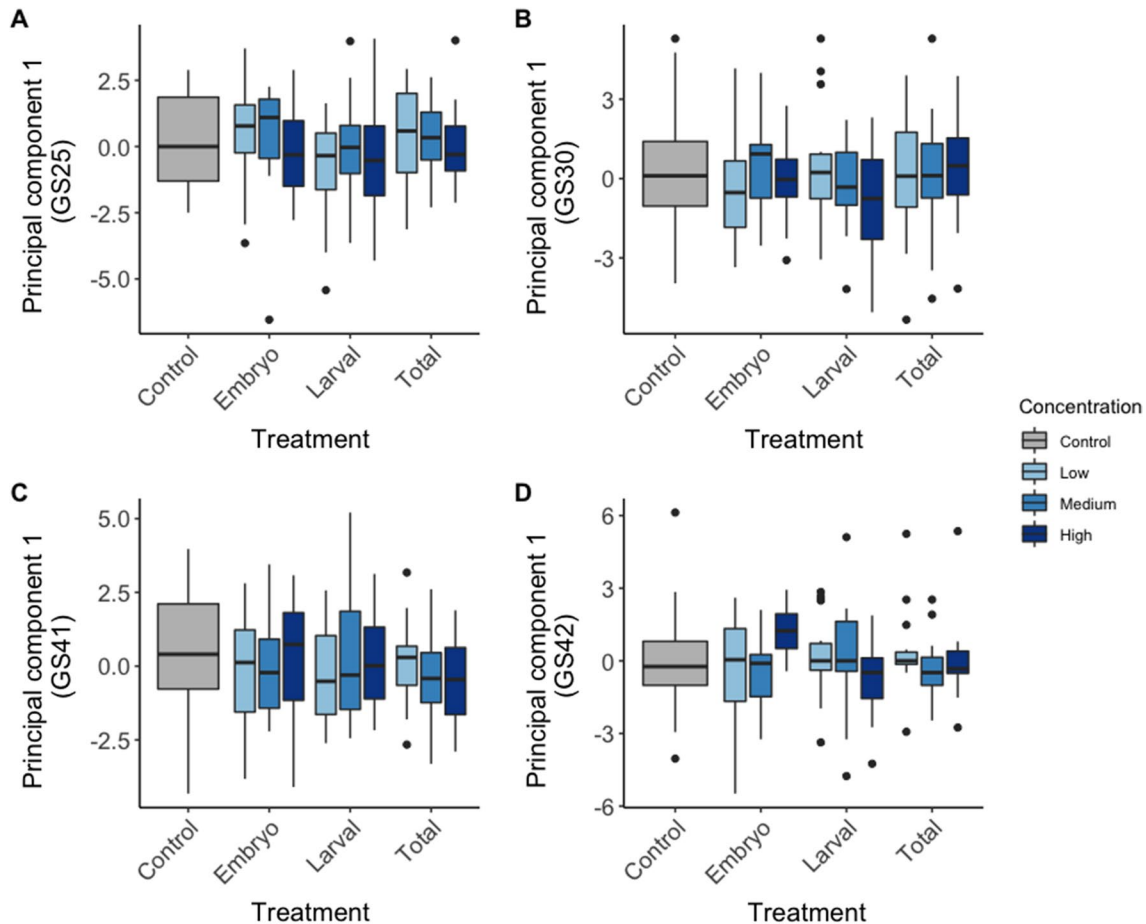 A
Principal component 1
(GS25)
2.5
0.0
-2.5
-5.0
Control
Embryo
Larval
Total
Treatment
B
Principal component 1
(GS30)
3
0
-3
Control
Embryo
Larval
Total
Treatment
Concentration
Control
Low
Medium
High
C
Principal component 1
(GS41)
5.0
2.5
0.0
-2.5
Control
Embryo
Larval
Total
Treatment
D
Principal component 1
(GS42)
6
3
0
-3
-6
Control
Embryo
Larval
Total
Treatment